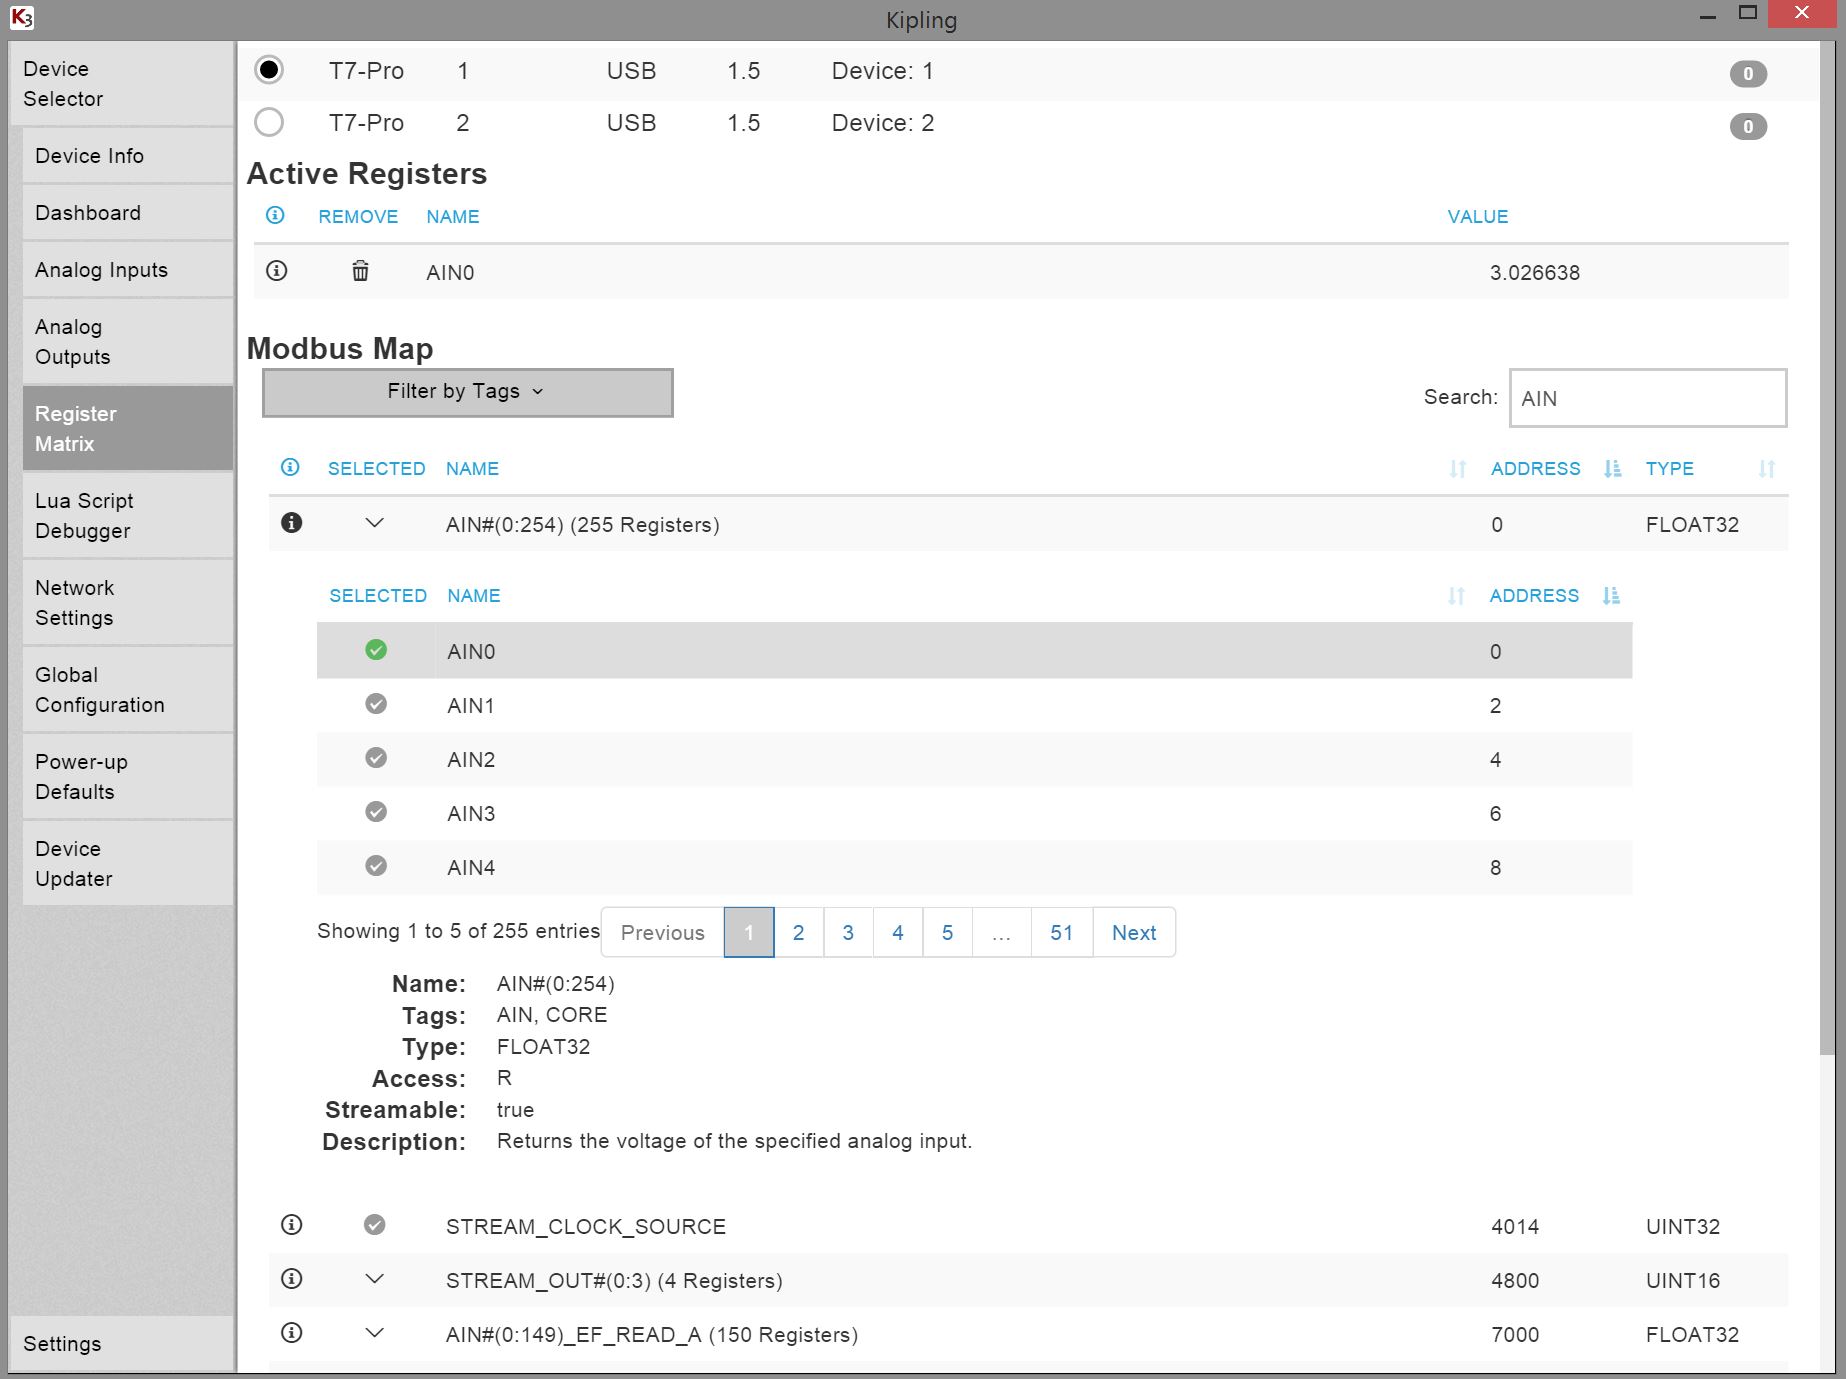 K3
Kipling
Device
Selector
Device Info
Dashboard
Analog Inputs
Analog
Outputs
Register
Matrix
Lua Script
Debugger
Network
Settings
Global
Configuration
Power-up
Defaults
Device
Updater
Settings
T7-Pro 1 USB 1.5 Device: 1 0
T7-Pro 2 USB 1.5 Device: 2 0
Active Registers
REMOVE NAME VALUE
AIN0 3.026638
Modbus Map
Filter by Tags
Search: AIN
SELECTED NAME ADDRESS TYPE
AIN#(0:254) (255 Registers) 0 FLOAT32
SELECTED NAME ADDRESS
AIN0 0
AIN1 2
AIN2 4
AIN3 6
AIN4 8
Showing 1 to 5 of 255 entries Previous 1 2 3 4 5 ... 51 Next
Name: AIN#(0:254)
Tags: AIN, CORE
Type: FLOAT32
Access: R
Streamable: true
Description: Returns the voltage of the specified analog input.
STREAM_CLOCK_SOURCE 4014 UINT32
STREAM_OUT#(0:3) (4 Registers) 4800 UINT16
AIN#(0:149)_EF_READ_A (150 Registers) 7000 FLOAT32